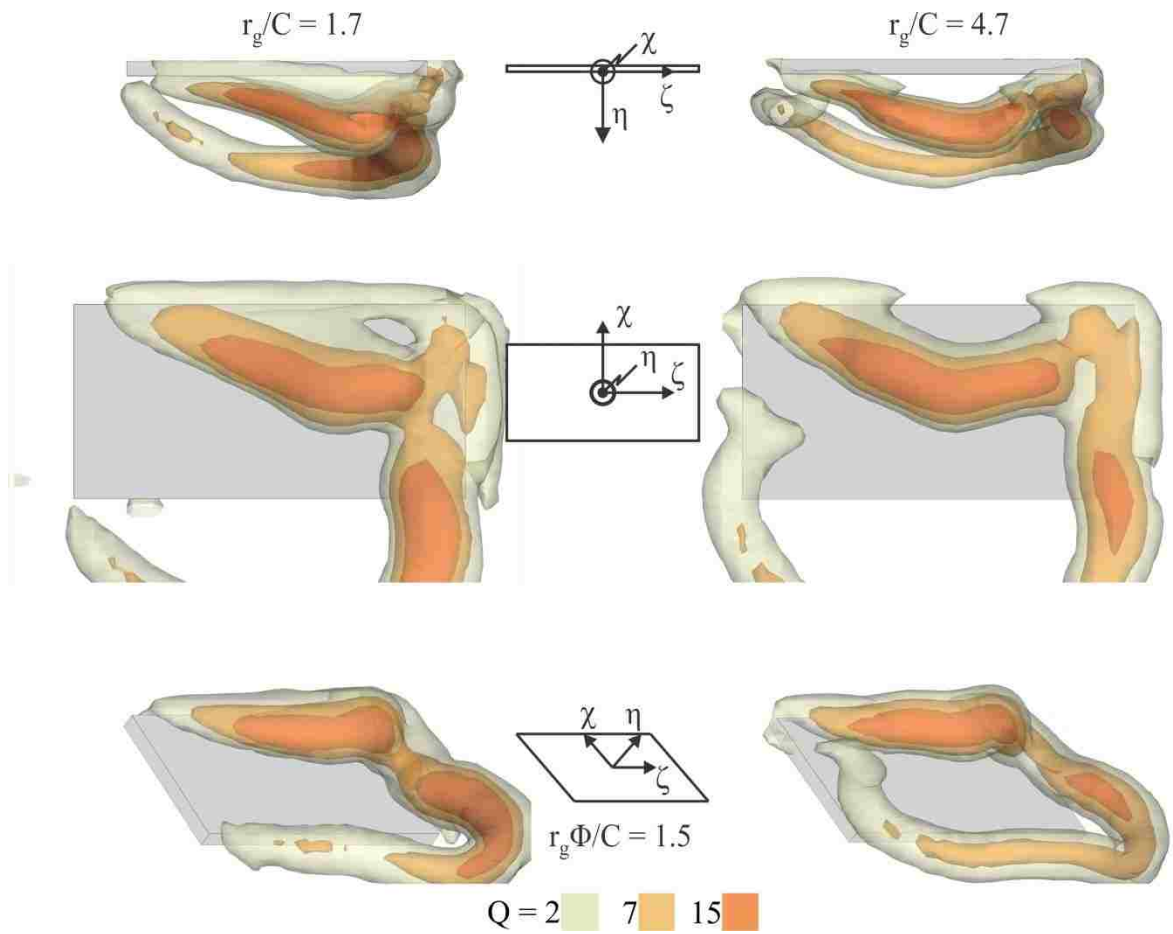 r_g/C = 1.7
r_g/C = 4.7
χ
ζ
η
χ
η
ζ
χ
η
ζ
r_gΦ/C = 1.5
Q = 2 7 15